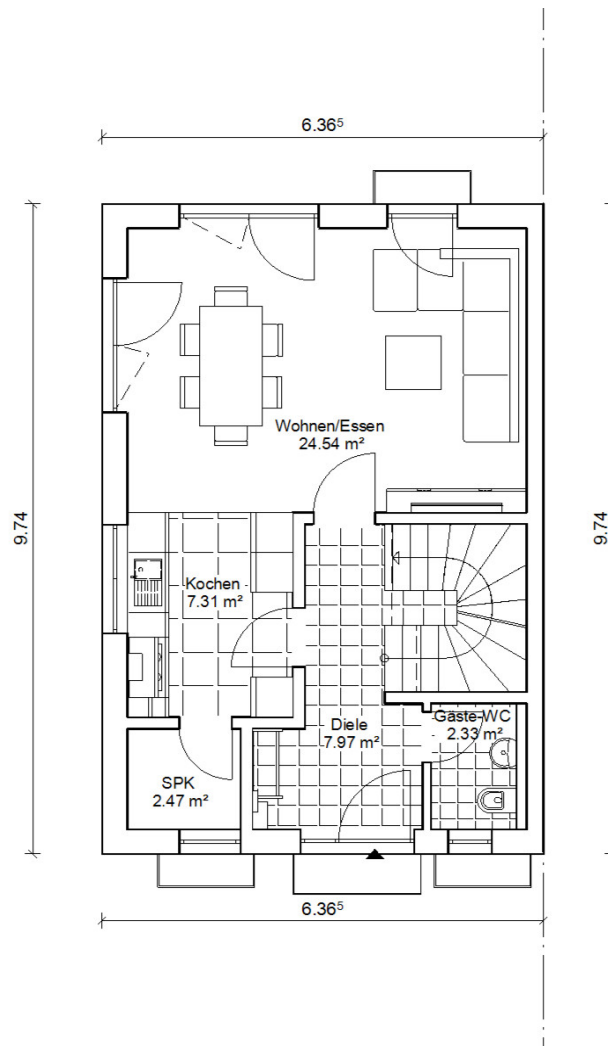 6.36⁵
9.74
9.74
Wohnen/Essen
24.54 m²
Kochen
7.31 m²
Diele
7.97 m²
Gäste-WC
2.33 m²
SPK
2.47 m²
6.36⁵